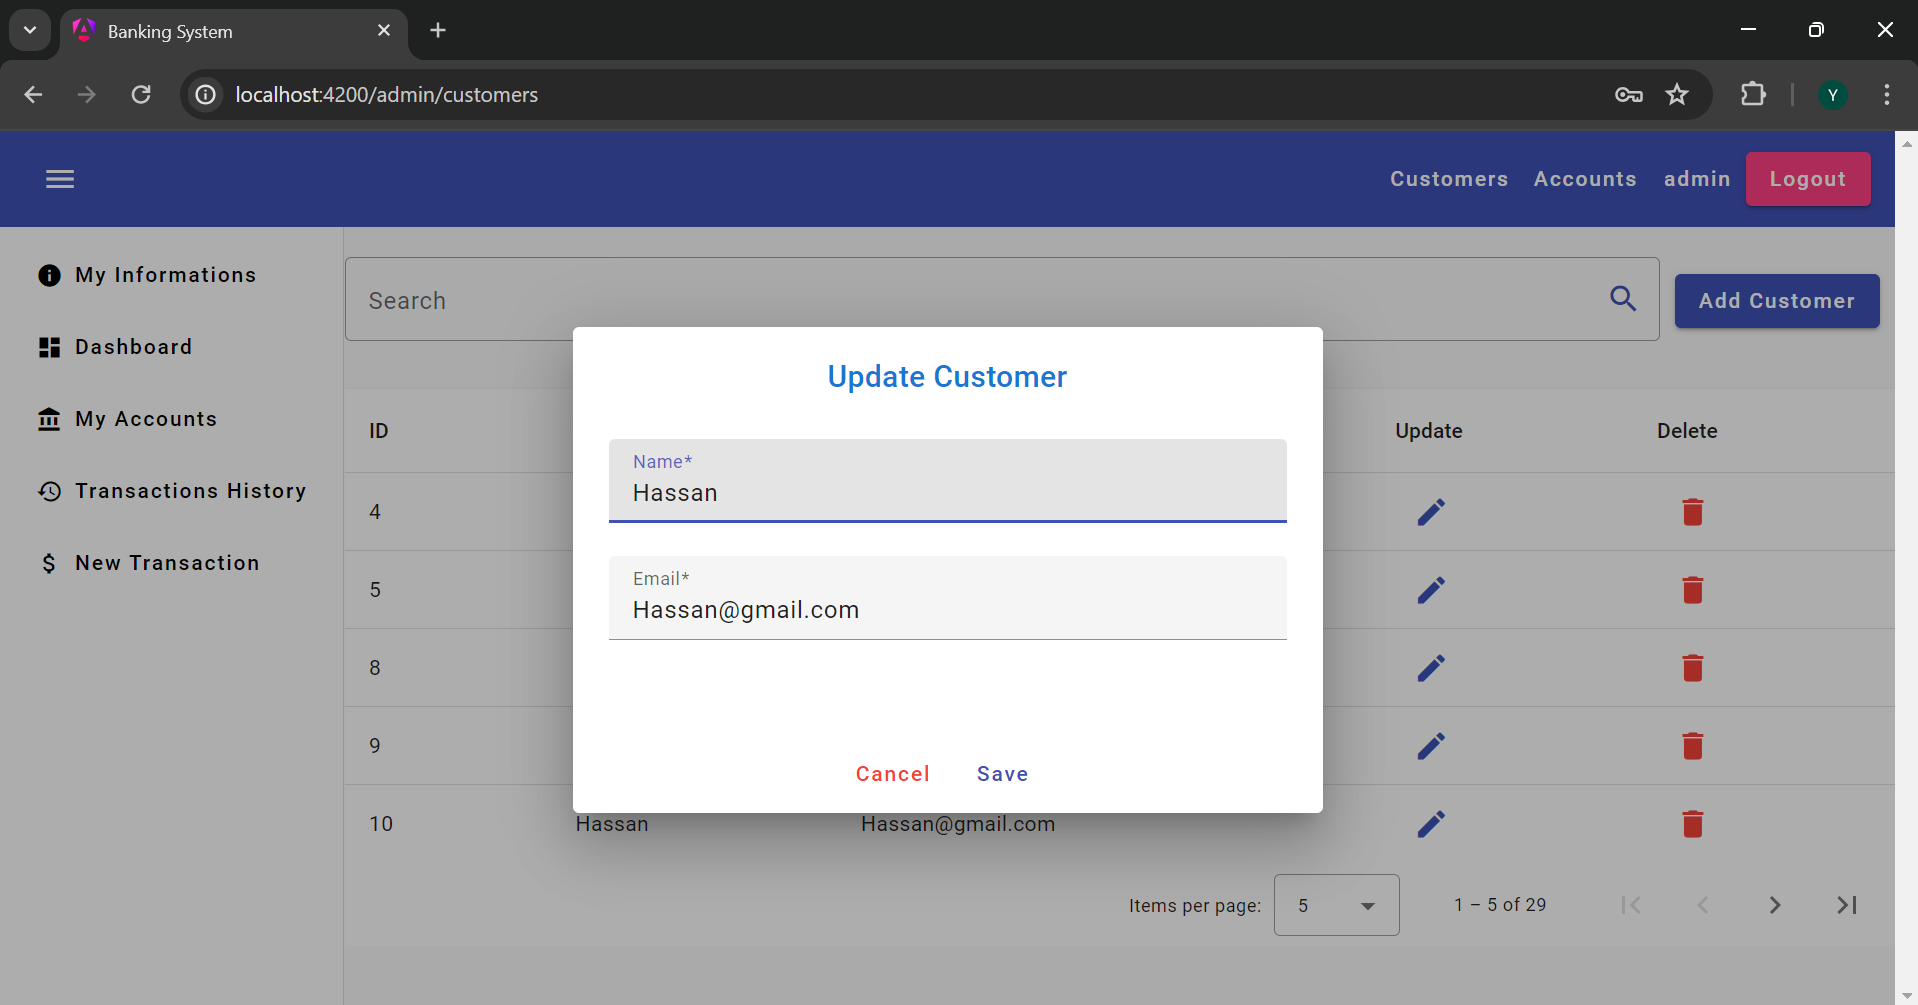 Banking System
localhost:4200/admin/customers
Y
Customers Accounts admin Logout
My Informations
Dashboard
My Accounts
Transactions History
New Transaction
Search
Add Customer
ID Update Delete
4
5
8
9
10 Hassan Hassan@gmail.com
Update Customer
Name*
Hassan
Email*
Hassan@gmail.com
Cancel Save
Items per page: 5 1 – 5 of 29